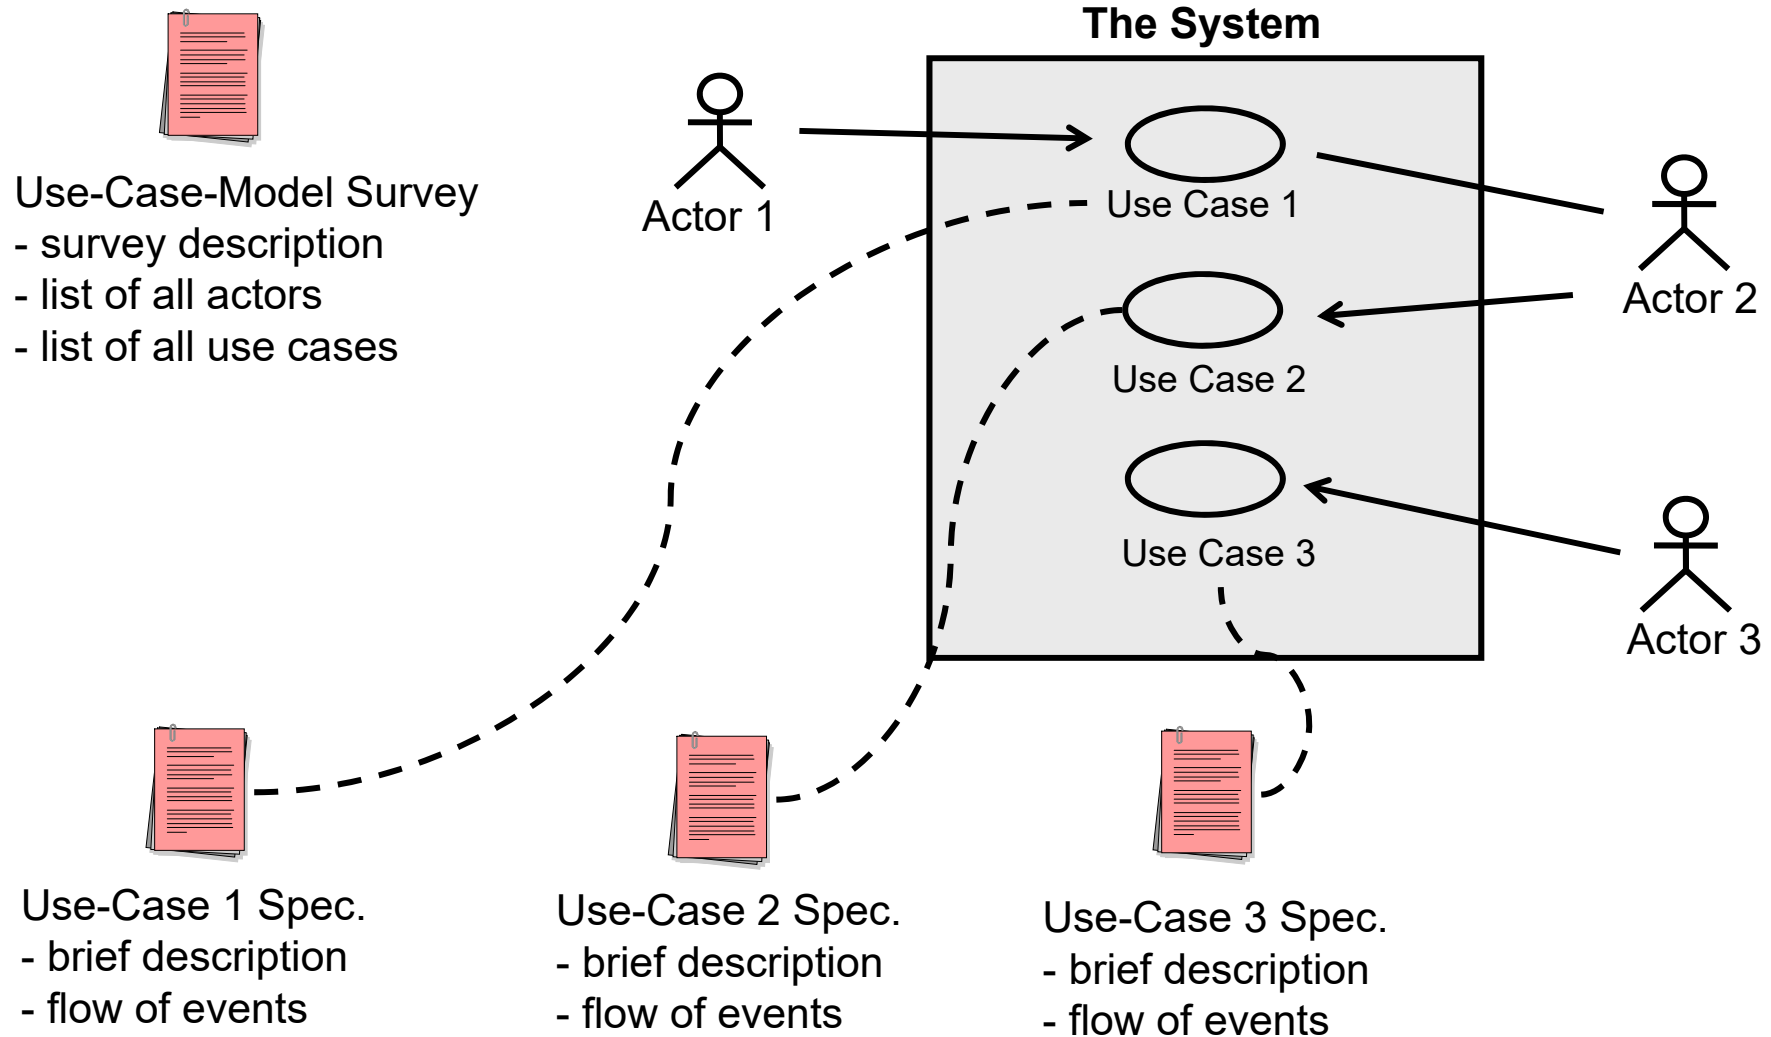 The System
Use-Case-Model Survey
- survey description
- list of all actors
- list of all use cases
Actor 1
Use Case 1
Use Case 2
Use Case 3
Actor 2
Actor 3
Use-Case 1 Spec.
- brief description
- flow of events
Use-Case 2 Spec.
- brief description
- flow of events
Use-Case 3 Spec.
- brief description
- flow of events